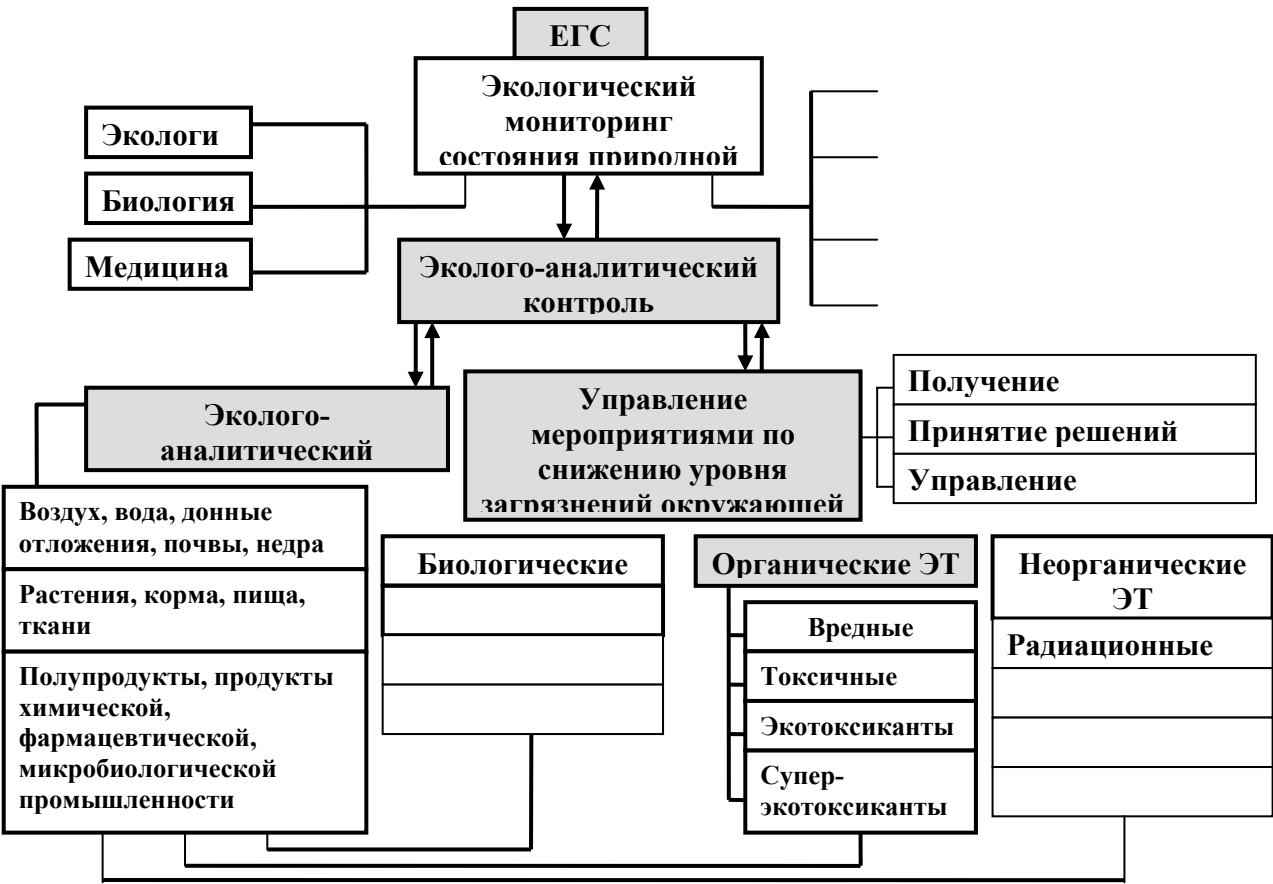 ЕГС
Экологический
мониторинг
состояния природной
Экологи
Биология
Медицина
Эколого-аналитический
контроль
Эколого-
аналитический
Управление
мероприятиями по
снижению уровня
загрязнений окружающей
Получение
Принятие решений
Управление
Воздух, вода, донные
отложения, почвы, недра
Растения, корма, пища,
ткани
Полупродукты, продукты
химической,
фармацевтической,
микробиологической
промышленности
Биологические
Органические ЭТ
Вредные
Токсичные
Экотоксиканты
Супер-
экотоксиканты
Неорганические
ЭТ
Радиационные